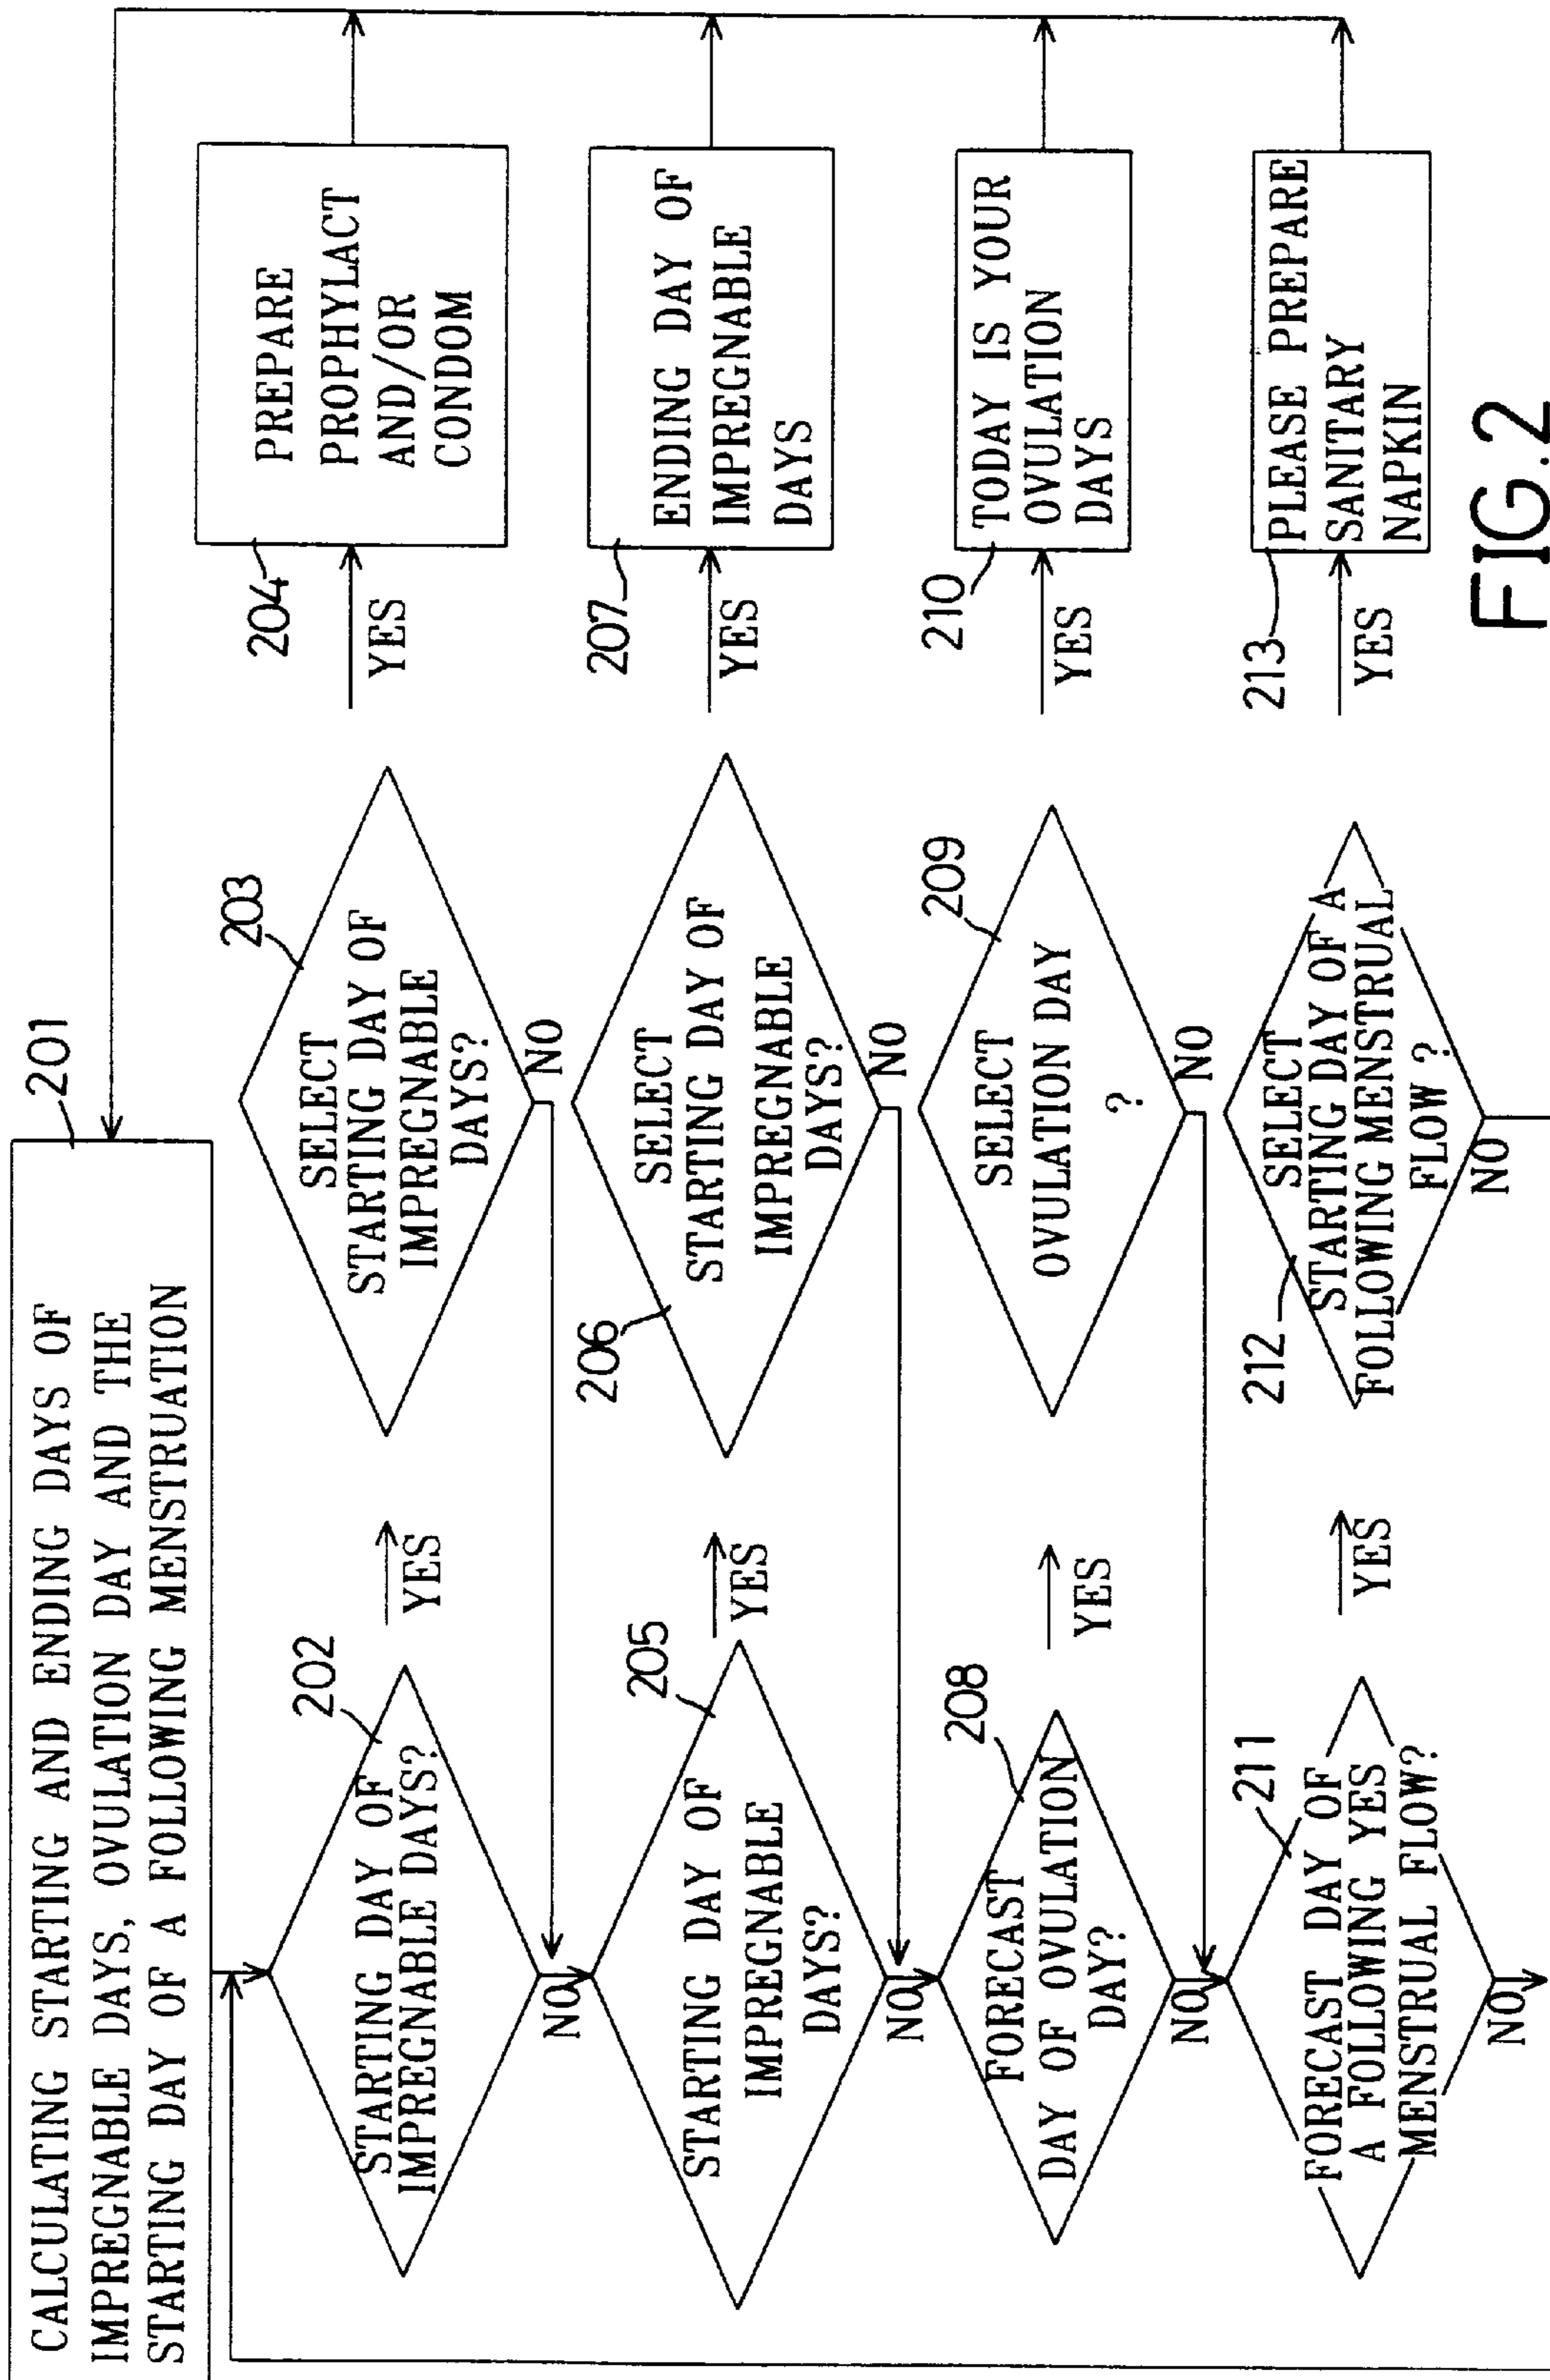 201
CALCULATING STARTING AND ENDING DAYS OF
IMPREGNABLE DAYS, OVULATION DAY AND THE
STARTING DAY OF A FOLLOWING MENSTRUATION
202
STARTING DAY OF
IMPREGNABLE DAYS?
YES
NO
203
SELECT
STARTING DAY OF
IMPREGNABLE
DAYS?
NO
YES
204
PREPARE
PROPHYLACT
AND/OR
CONDOM
205
STARTING DAY OF
IMPREGNABLE
DAYS?
YES
NO
206
SELECT
STARTING DAY OF
IMPREGNABLE
DAYS?
NO
YES
207
ENDING DAY OF
IMPREGNABLE
DAYS
208
FORECAST
DAY OF OVULATION
DAY?
YES
NO
209
SELECT
OVULATION DAY
?
NO
YES
210
TODAY IS YOUR
OVULATION
DAYS
211
FORECAST DAY OF
A FOLLOWING YES
MENSTRUAL FLOW?
YES
NO
212
SELECT
STARTING DAY OF A
FOLLOWING MENSTRUAL
FLOW ?
NO
YES
213
PLEASE PREPARE
SANITARY
NAPKIN
FIG.2